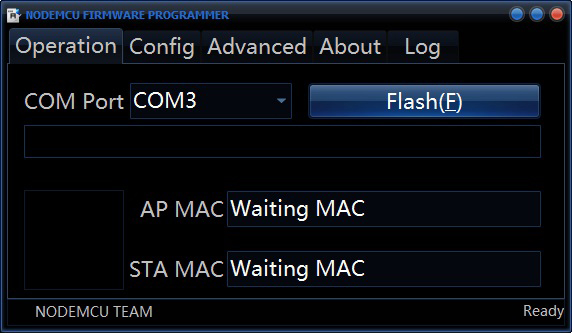 NODEMCU FIRMWARE PROGRAMMER
Operation Config Advanced About Log
COM Port COM3 Flash(F)
AP MAC Waiting MAC
STA MAC Waiting MAC
NODEMCU TEAM Ready